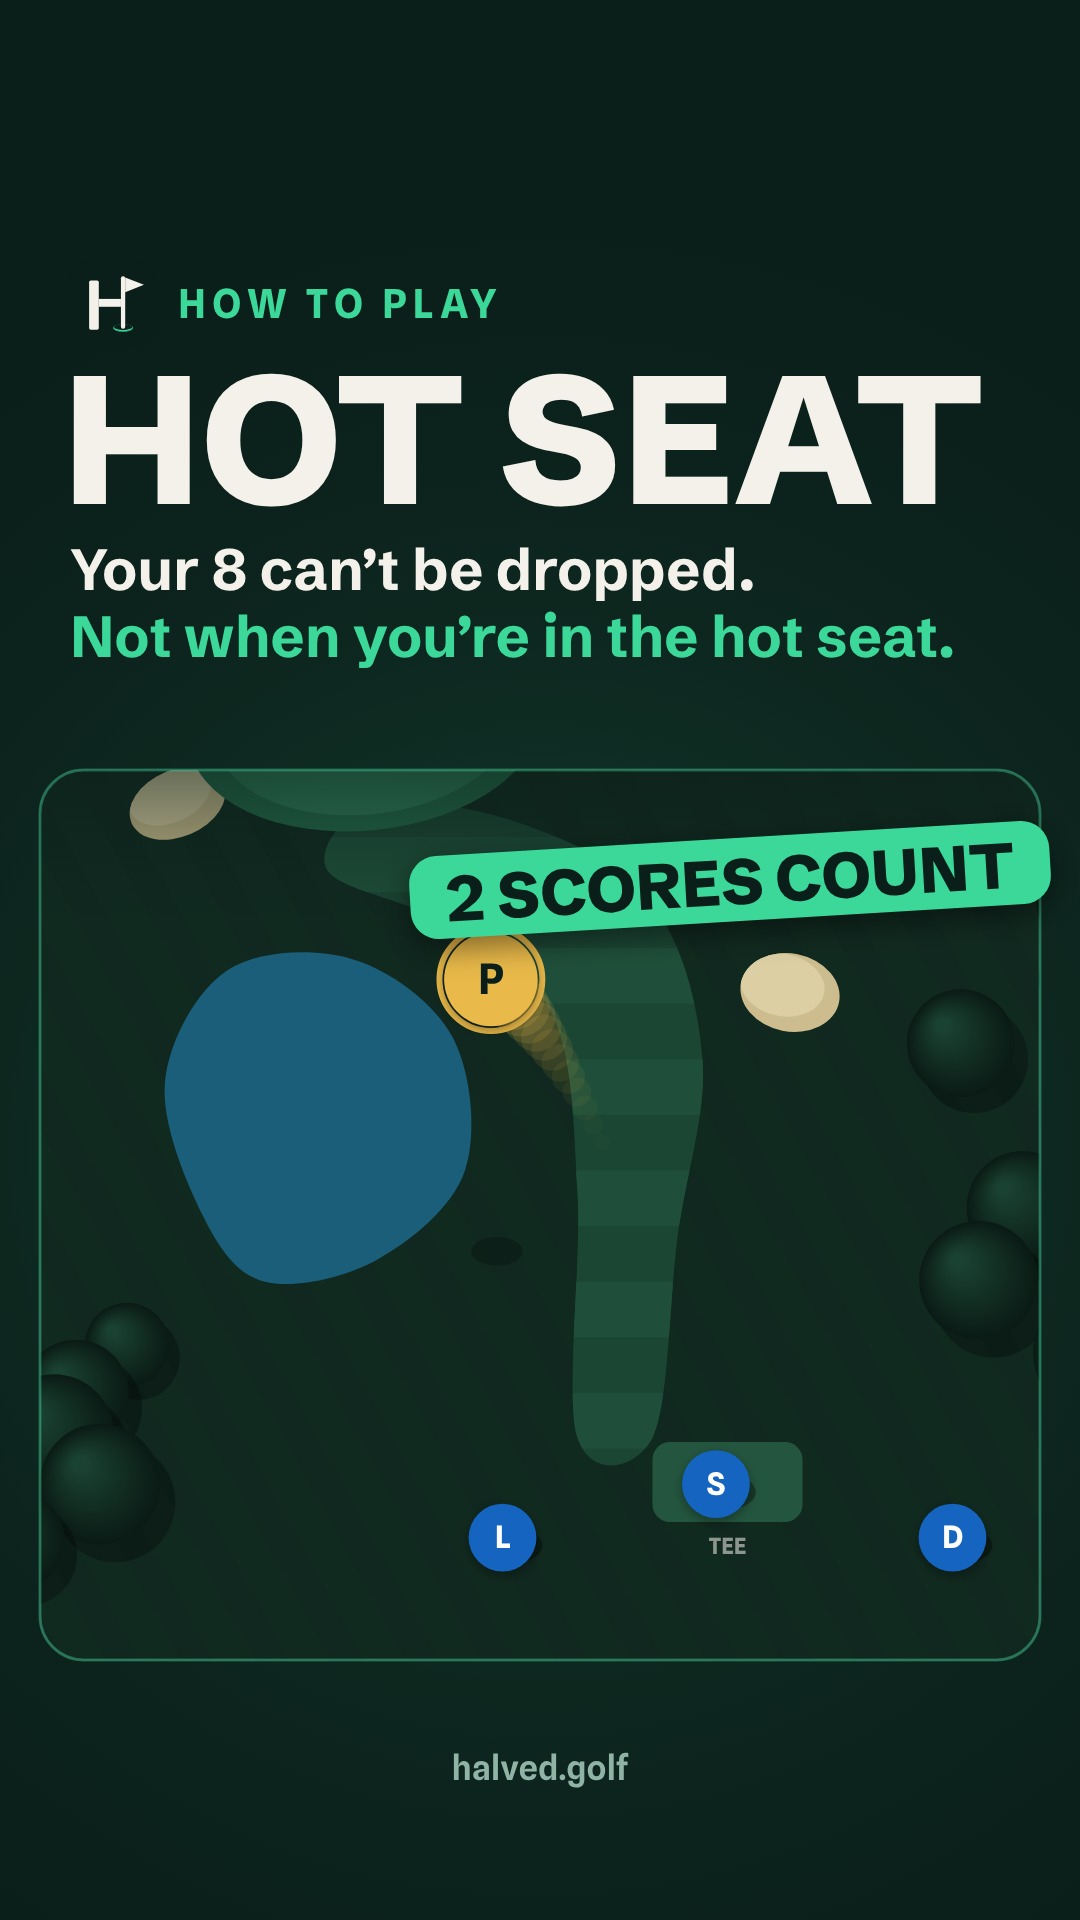 HOW TO PLAY
HOT SEAT
Your 8 can’t be dropped.
Not when you’re in the hot seat.
2 SCORES COUNT
P
S
L
TEE
D
halved.golf